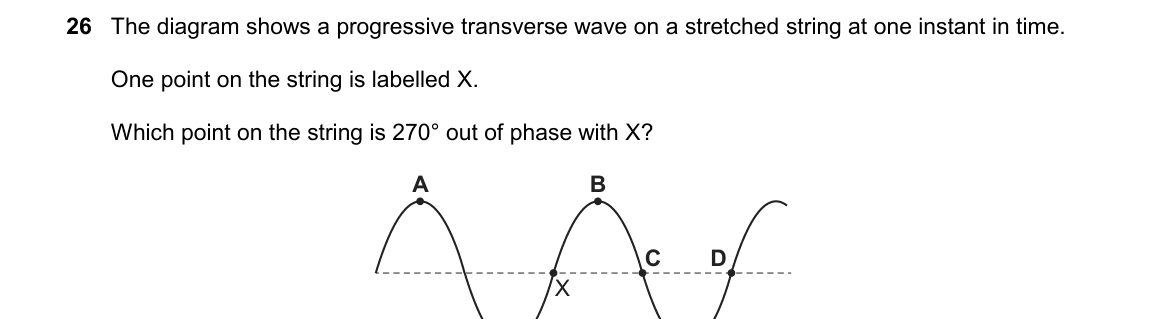 26 The diagram shows a progressive transverse wave on a stretched string at one instant in time.
One point on the string is labelled X.
Which point on the string is 270° out of phase with X?
A B
C D
X